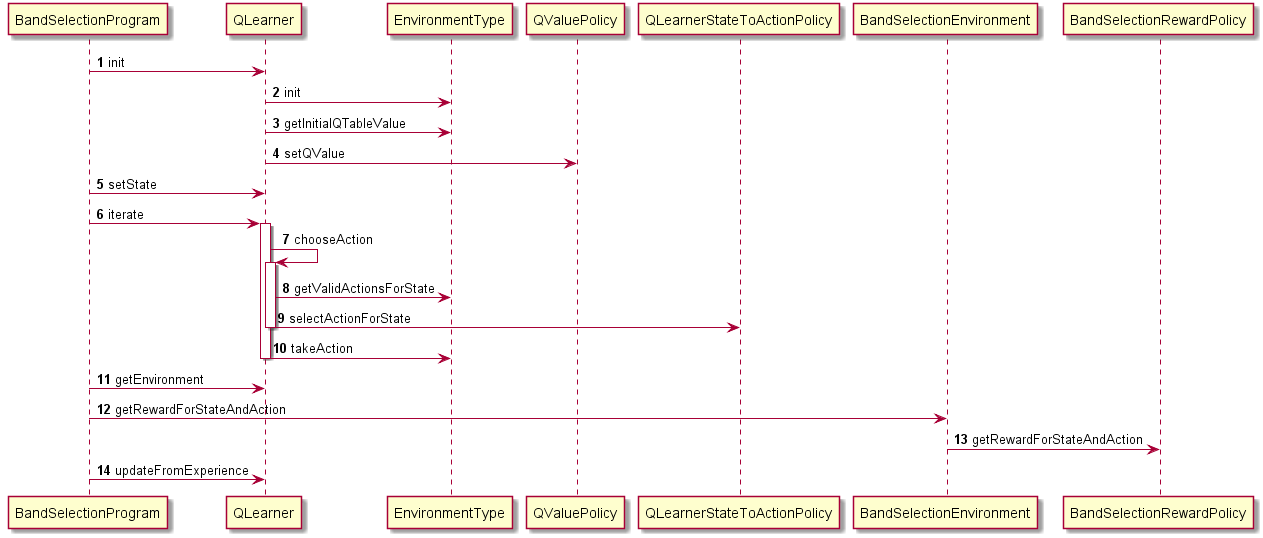 BandSelectionProgram QLearner EnvironmentType QValuePolicy QLearnerStateToActionPolicy BandSelectionEnvironment BandSelectionRewardPolicy
1 init
2 init
3 getInitialQTableValue
4 setQValue
5 setState
6 iterate
7 chooseAction
8 getValidActionsForState
9 selectActionForState
10 takeAction
11 getEnvironment
12 getRewardForStateAndAction
13 getRewardForStateAndAction
14 updateFromExperience
BandSelectionProgram QLearner EnvironmentType QValuePolicy QLearnerStateToActionPolicy BandSelectionEnvironment BandSelectionRewardPolicy